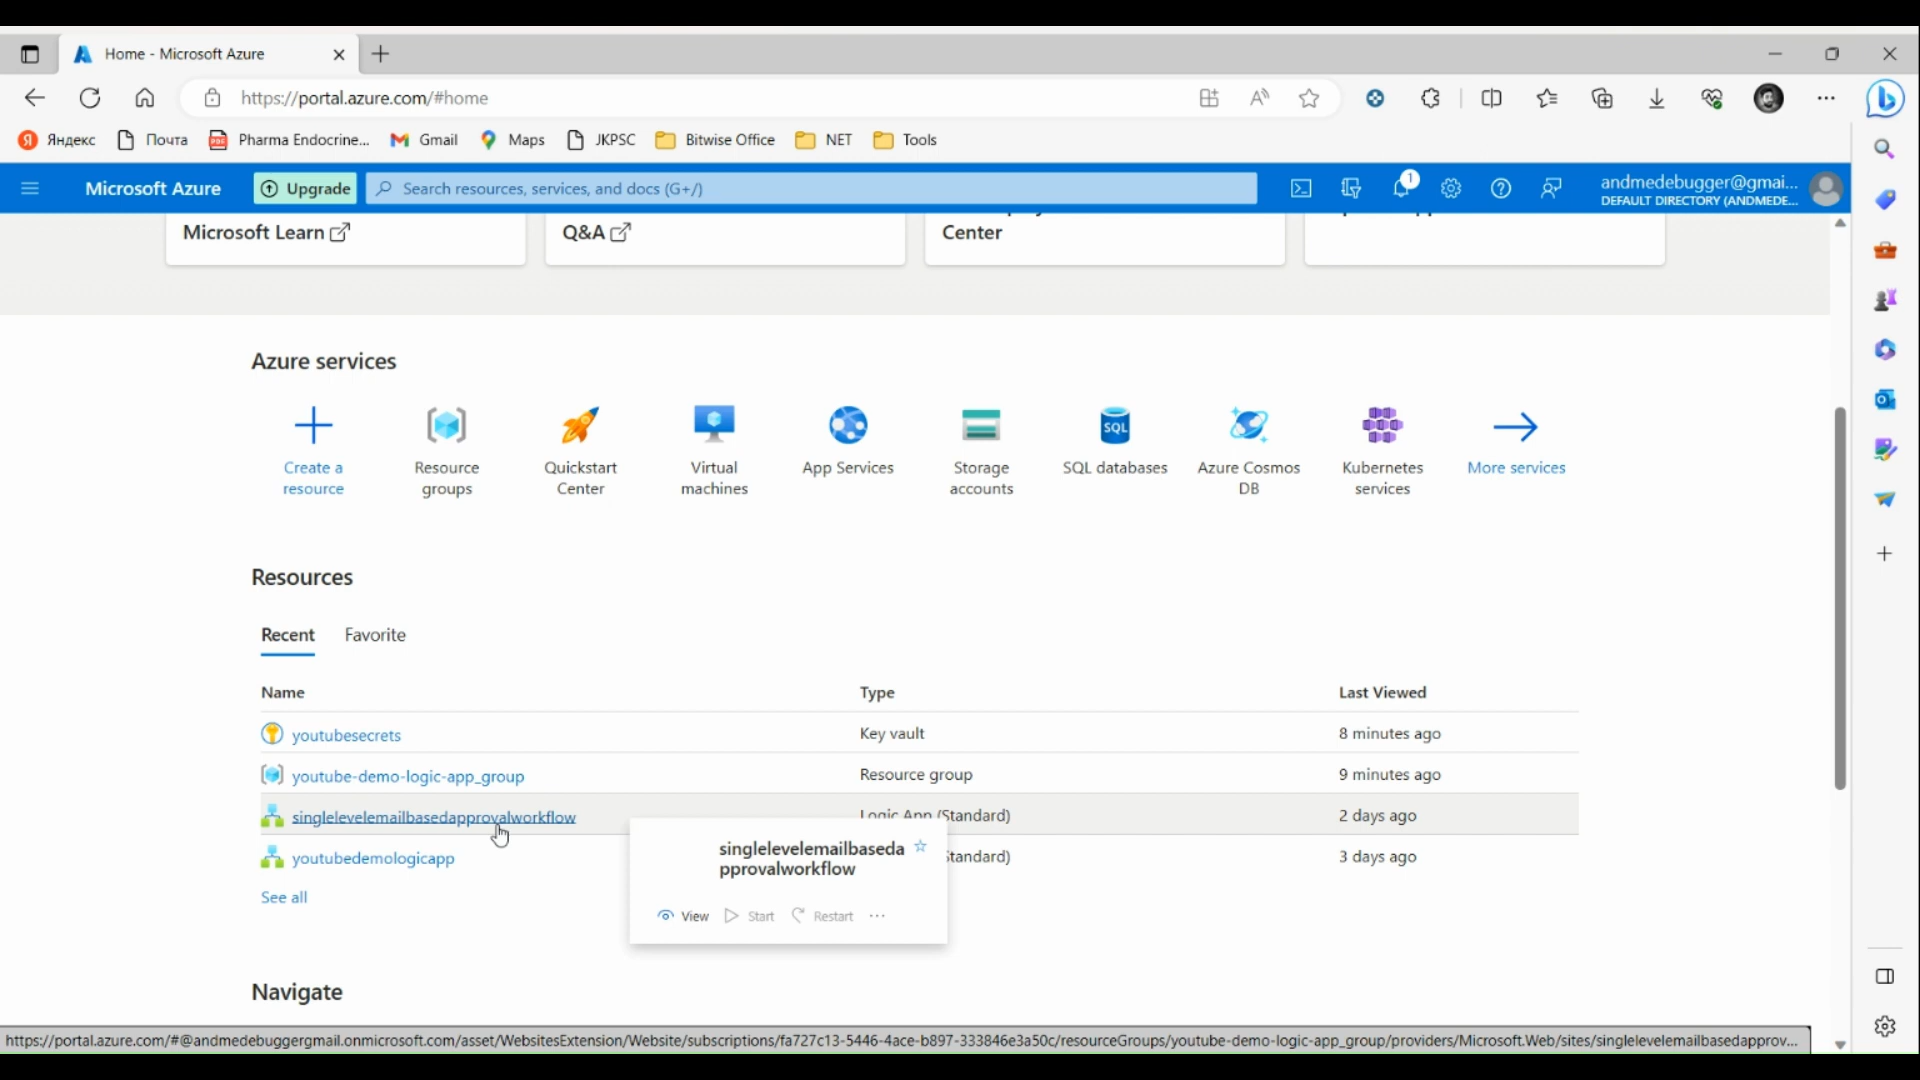 Home - Microsoft Azure
https://portal.azure.com/#home
Яндекс Почта Pharma Endocrine... Gmail Maps JKPSC Bitwise Office NET Tools
Microsoft Azure Upgrade Search resources, services, and docs (G+/) 1 andmedebugger@gmai...
DEFAULT DIRECTORY (ANDMEDE...
Microsoft Learn Q&A Center
Azure services
Create a resource
Resource groups
Quickstart Center
Virtual machines
App Services
Storage accounts
SQL
SQL databases
Azure Cosmos DB
Kubernetes services
More services
Resources
Recent Favorite
Name Type Last Viewed
youtubesecrets Key vault 8 minutes ago
youtube-demo-logic-app_group Resource group 9 minutes ago
singlelevelemailbasedapprovalworkflow Logic App (Standard) 2 days ago
youtubedemologicapp Standard) 3 days ago
singlelevelemailbaseda
pprovalworkflow
View Start Restart ...
See all
Navigate
https://portal.azure.com/#@andmedebuggergmail.onmicrosoft.com/asset/WebsitesExtension/Website/subscriptions/fa727c13-5446-4ace-b897-333846e3a50c/resourceGroups/youtube-demo-logic-app_group/providers/Microsoft.Web/sites/singlelevelemailbasedapprov...